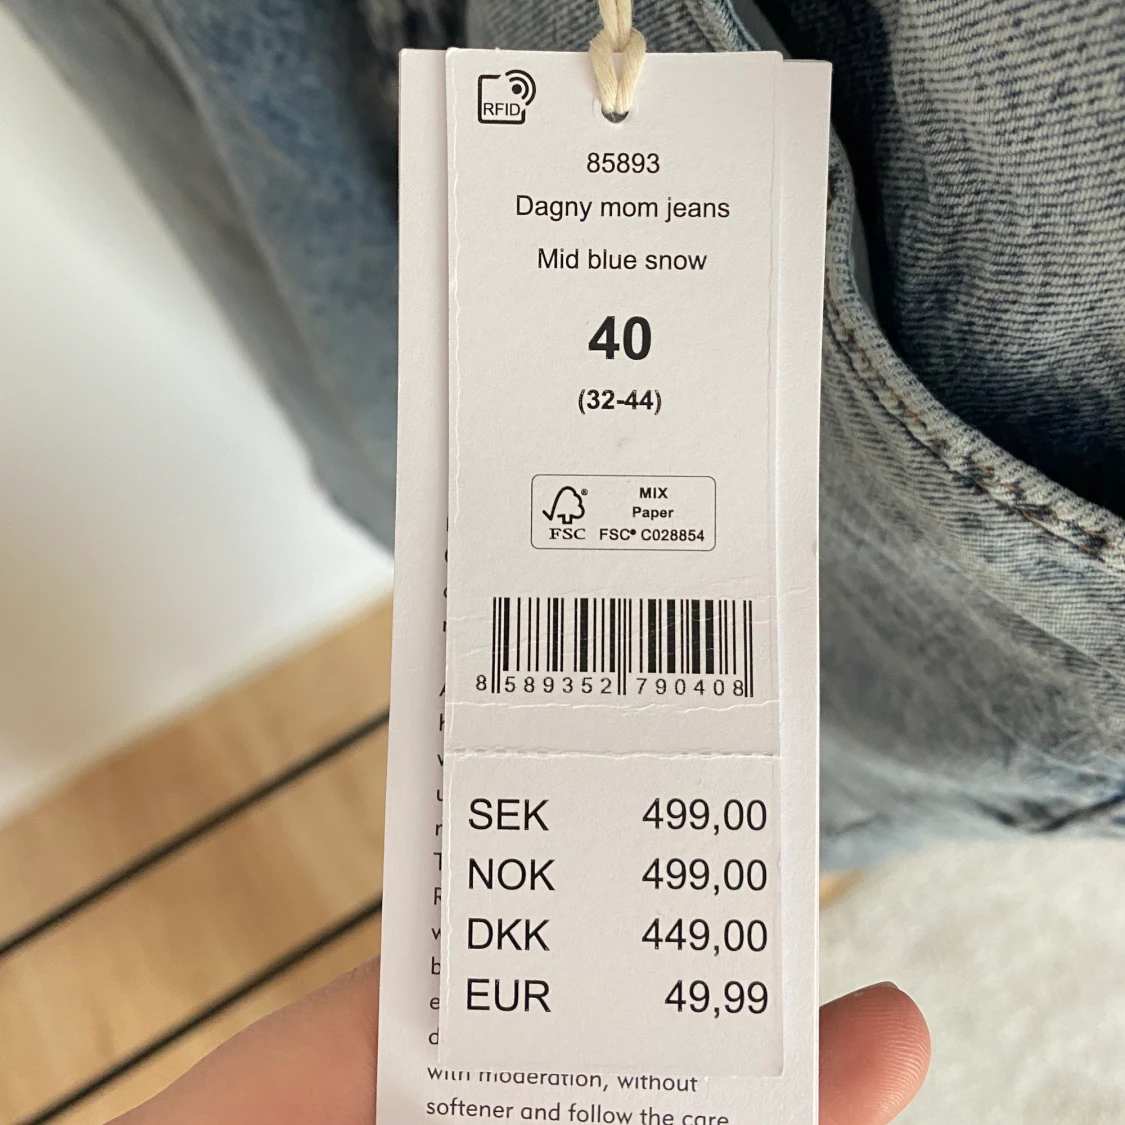 RFID
85893
Dagny mom jeans
Mid blue snow
40
(32-44)
MIX
Paper
FSC® C028854
FSC
8 589352 790408
SEK 499,00
NOK 499,00
DKK 449,00
EUR 49,99
with moderation, without
softener and follow the care